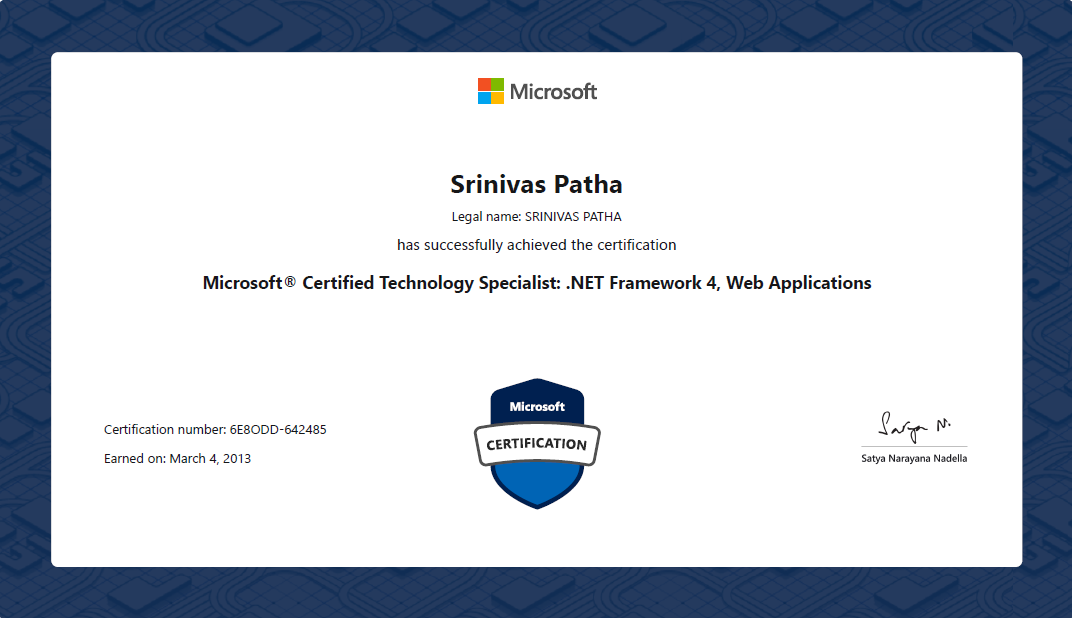 Microsoft
Srinivas Patha
Legal name: SRINIVAS PATHA
has successfully achieved the certification
Microsoft® Certified Technology Specialist: .NET Framework 4, Web Applications
Microsoft
CERTIFICATION
Certification number: 6E8ODD-642485
Earned on: March 4, 2013
Satya N.
Satya Narayana Nadella